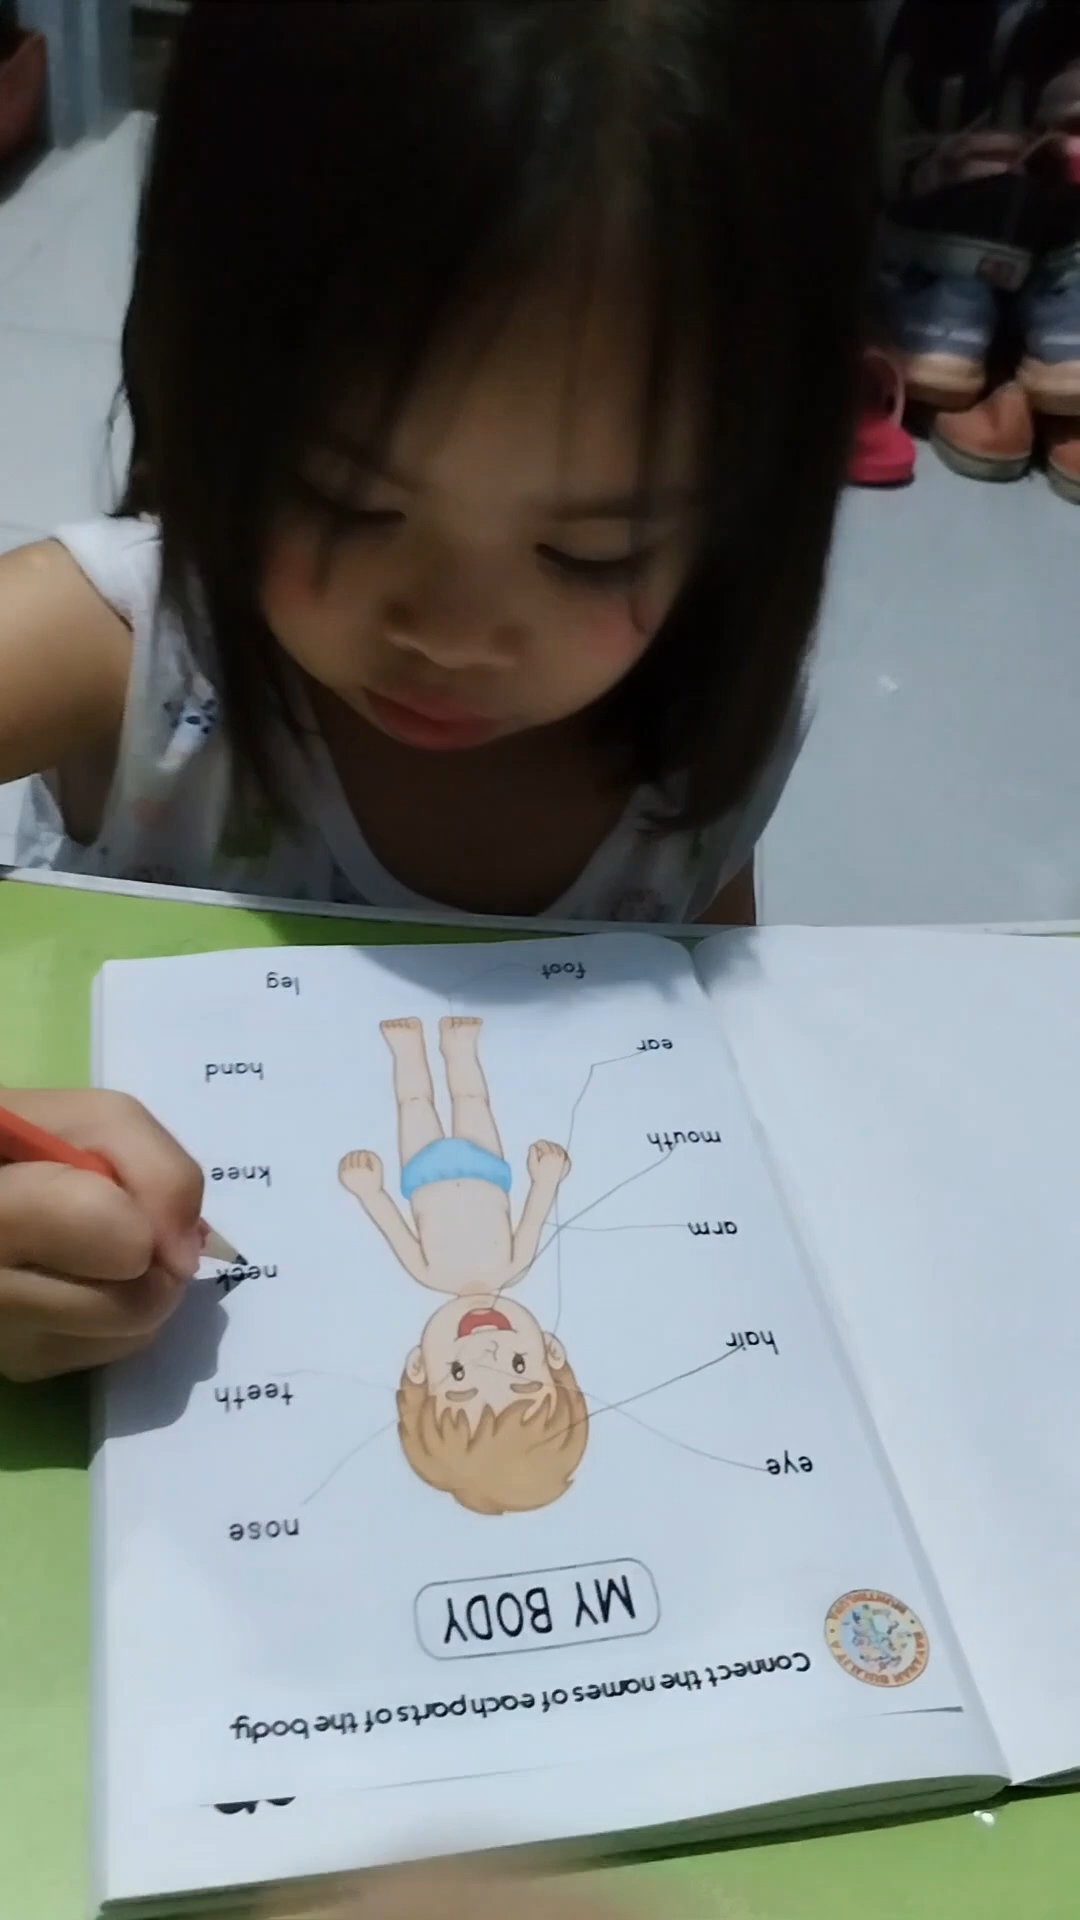 Connect the names of each parts of the body.
MY BODY
eye
nose
hair
teeth
arm
neck
mouth
knee
ear
hand
foot
leg